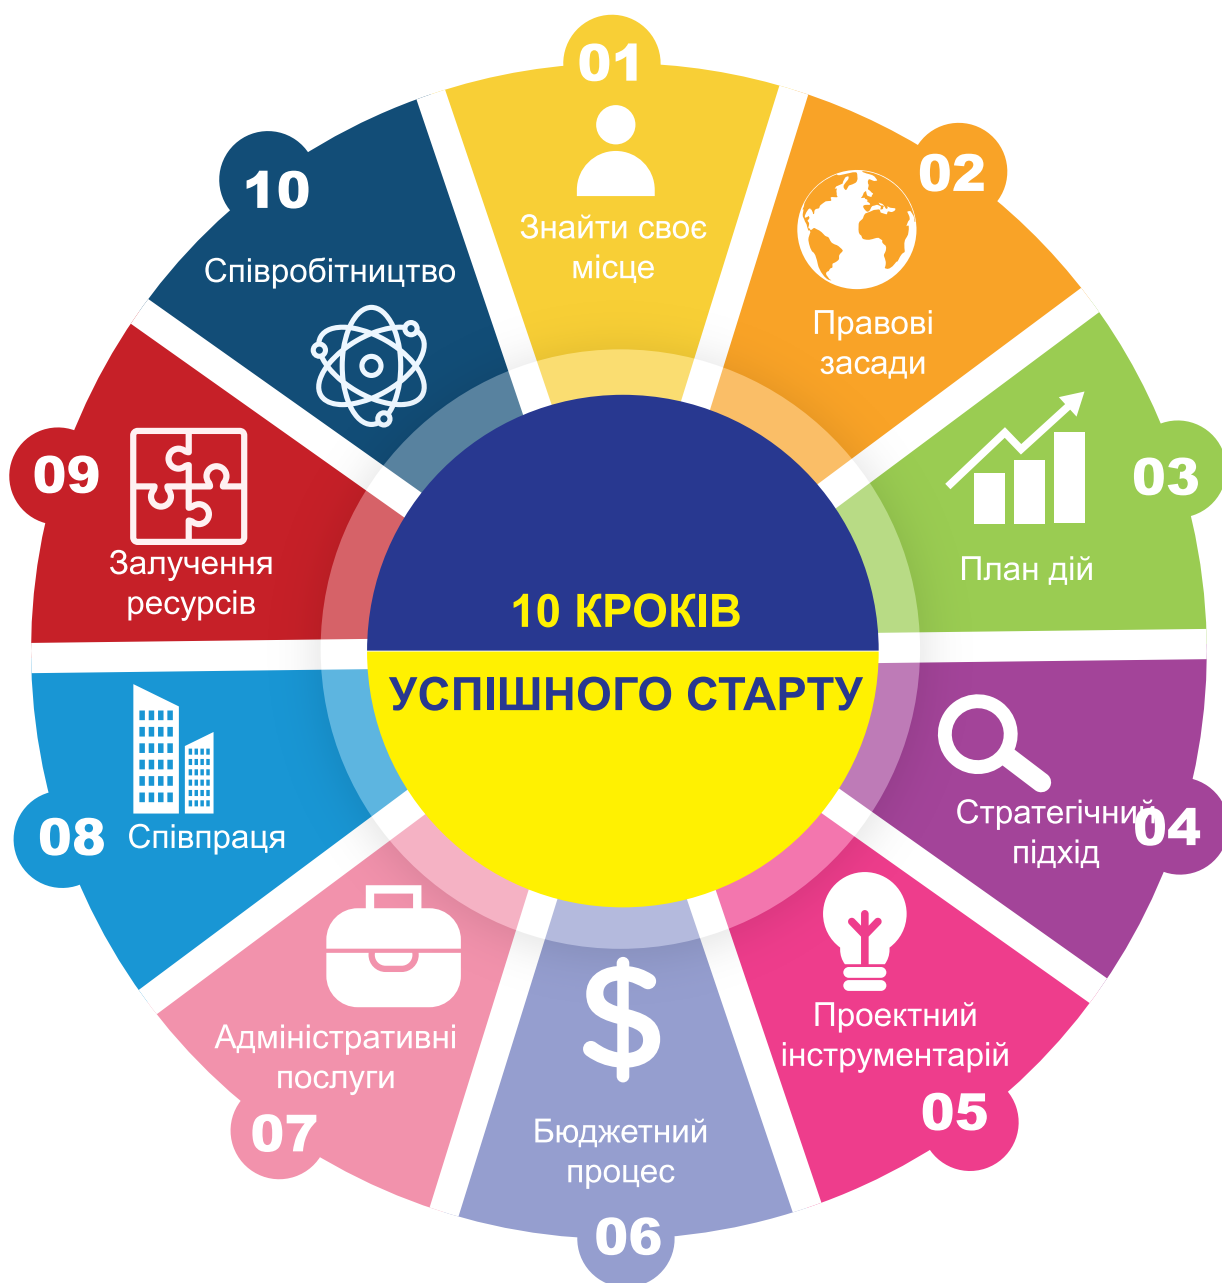 10 КРОКІВ
УСПІШНОГО СТАРТУ
01
Знайти своє
місце
02
Правові
засади
03
План дій
04
Стратегічний
підхід
05
Проектний
інструментарій
06
Бюджетний
процес
07
Адміністративні
послуги
08
Співпраця
09
Залучення
ресурсів
10
Співробітництво